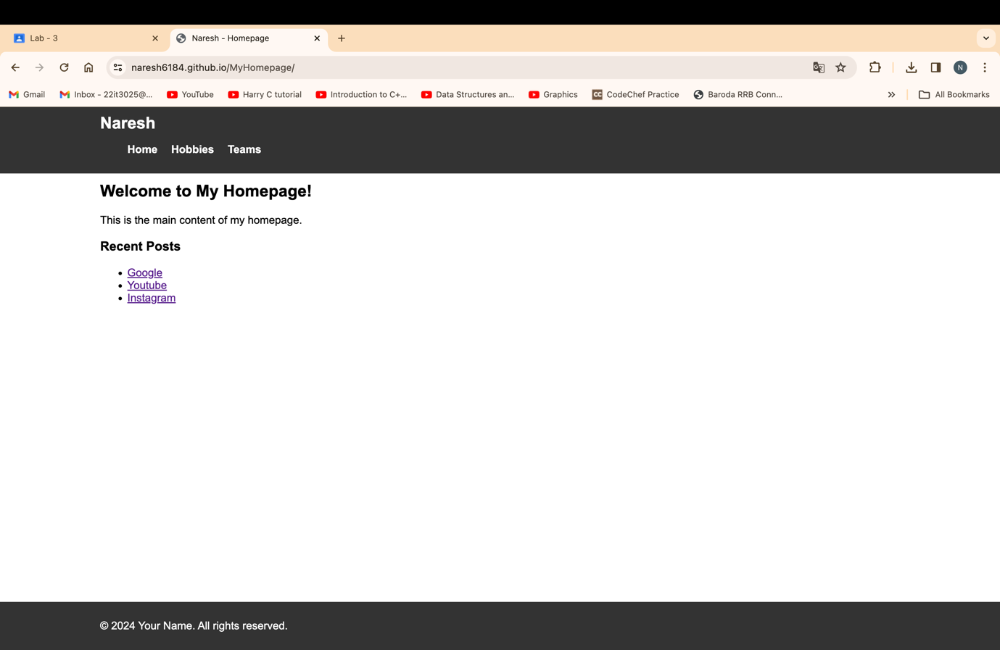 Lab - 3
Naresh - Homepage
naresh6184.github.io/MyHomepage/
N
Gmail
Inbox - 22it3025@...
YouTube
Harry C tutorial
Introduction to C+...
Data Structures an...
Graphics
CC CodeChef Practice
Baroda RRB Conn...
All Bookmarks
Naresh
Home Hobbies Teams
Welcome to My Homepage!
This is the main content of my homepage.
Recent Posts
Google
Youtube
Instagram
© 2024 Your Name. All rights reserved.